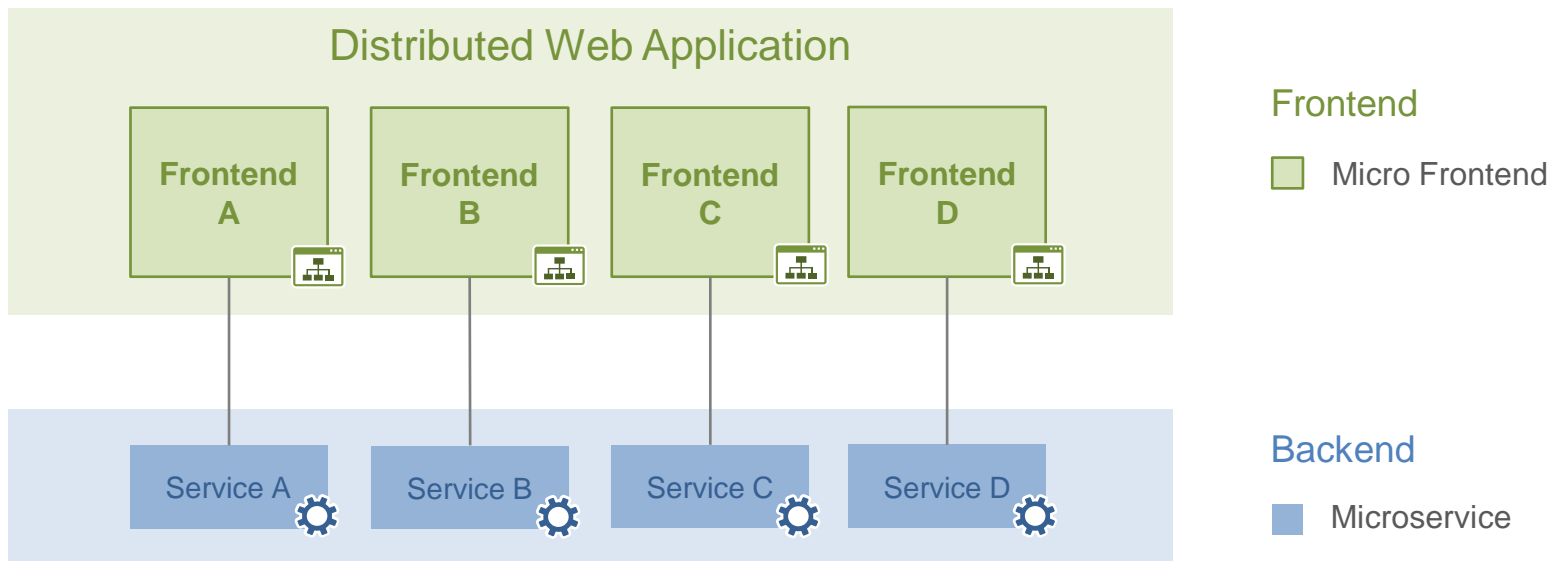 Distributed Web Application
Frontend
A
Frontend
B
Frontend
C
Frontend
D
Service A
Service B
Service C
Service D
Frontend
Micro Frontend
Backend
Microservice